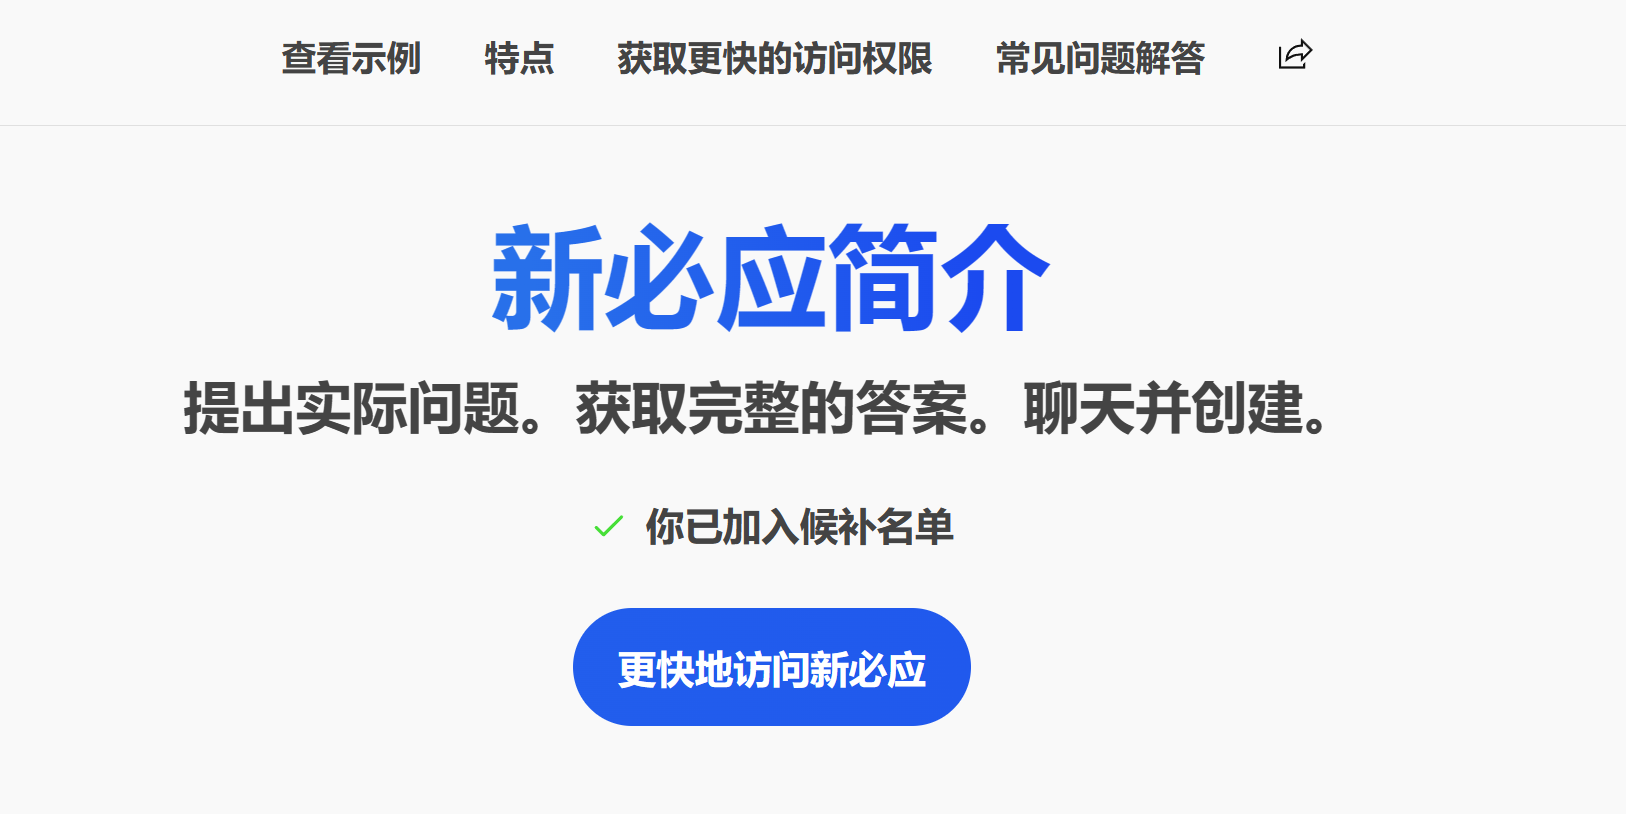 查看示例 特点 获取更快的访问权限 常见问题解答
新必应简介
提出实际问题。获取完整的答案。聊天并创建。
你已加入候补名单
更快地访问新必应